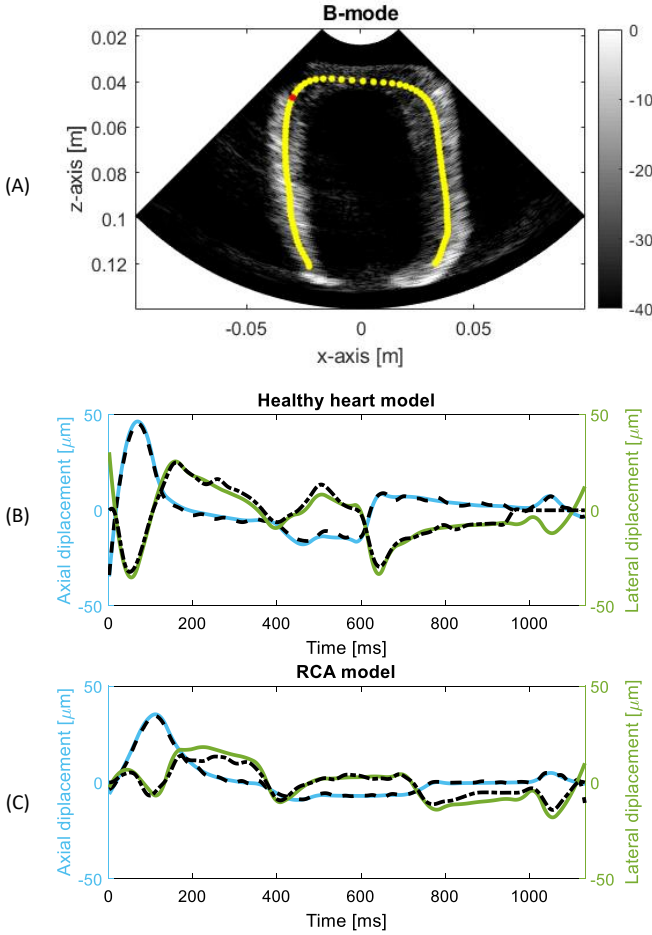 B-mode
0.02
0.04
0.06
0.08
0.1
0.12
z-axis [m]
-0.05
0
0.05
x-axis [m]
0
-10
-20
-30
-40
(A)
Healthy heart model
50
0
-50
Axial diplacement [μm]
50
0
-50
Lateral diplacement [μm]
0
200
400
600
800
1000
Time [ms]
(B)
RCA model
50
0
-50
Axial diplacement [μm]
50
0
-50
Lateral diplacement [μm]
0
200
400
600
800
1000
Time [ms]
(C)